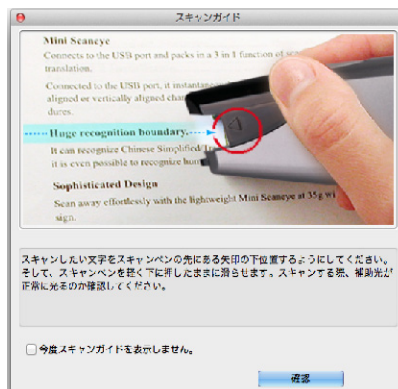 スキャンガイド
Mini Scaneye
Connects to the USB port and packs in a 3 in 1 function of
translation.
Connected to the USB port, it
aligned or vertically aligned
dures.
Huge recognition boundary.
It can recognize Chinese Simplified/
it is even possible to recognize
Sophisticated Design
Scan away effortlessly with the lightweight Mini Scaneye at 35g
sign.
スキャンしたい文字をスキャンペンの先にある矢印の下位置するようにしてください。
そして、スキャンペンを軽く下に押したままに滑らせます。スキャンする際、補助光が
正常に光るのか確認してください。
今度スキャンガイドを表示しません。
確認